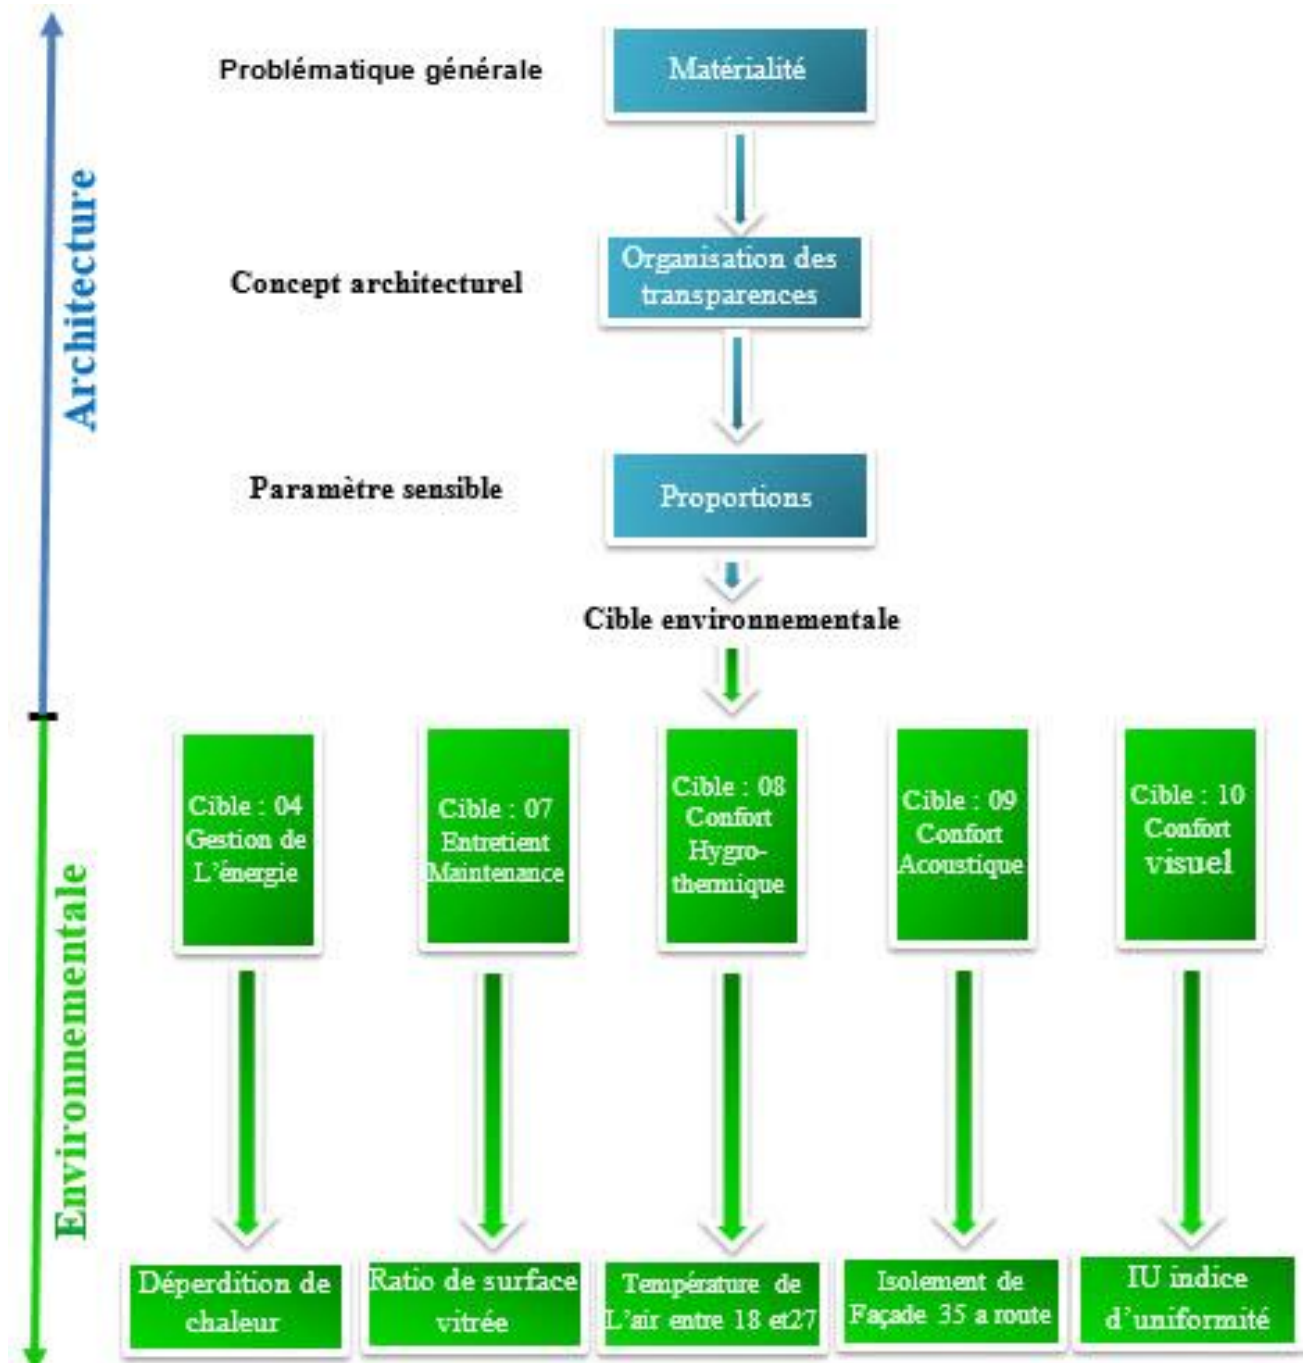 Problématique générale
Matérialité
Architecture
Concept architecturel
Organisation des
transparences
Paramètre sensible
Proportions
Cible environnementale
Environnementale
Cible : 04
Gestion de
L'énergie
Cible : 07
Entretient
Maintenance
Cible : 08
Confort
Hygro-
thermique
Cible : 09
Confort
Acoustique
Cible : 10
Confort
visuel
Déperdition de
chaleur
Ratio de surface
vitrée
Température de
L'air entre 18 et27
Isolement de
Façade 35 a route
IU indice
d'uniformité